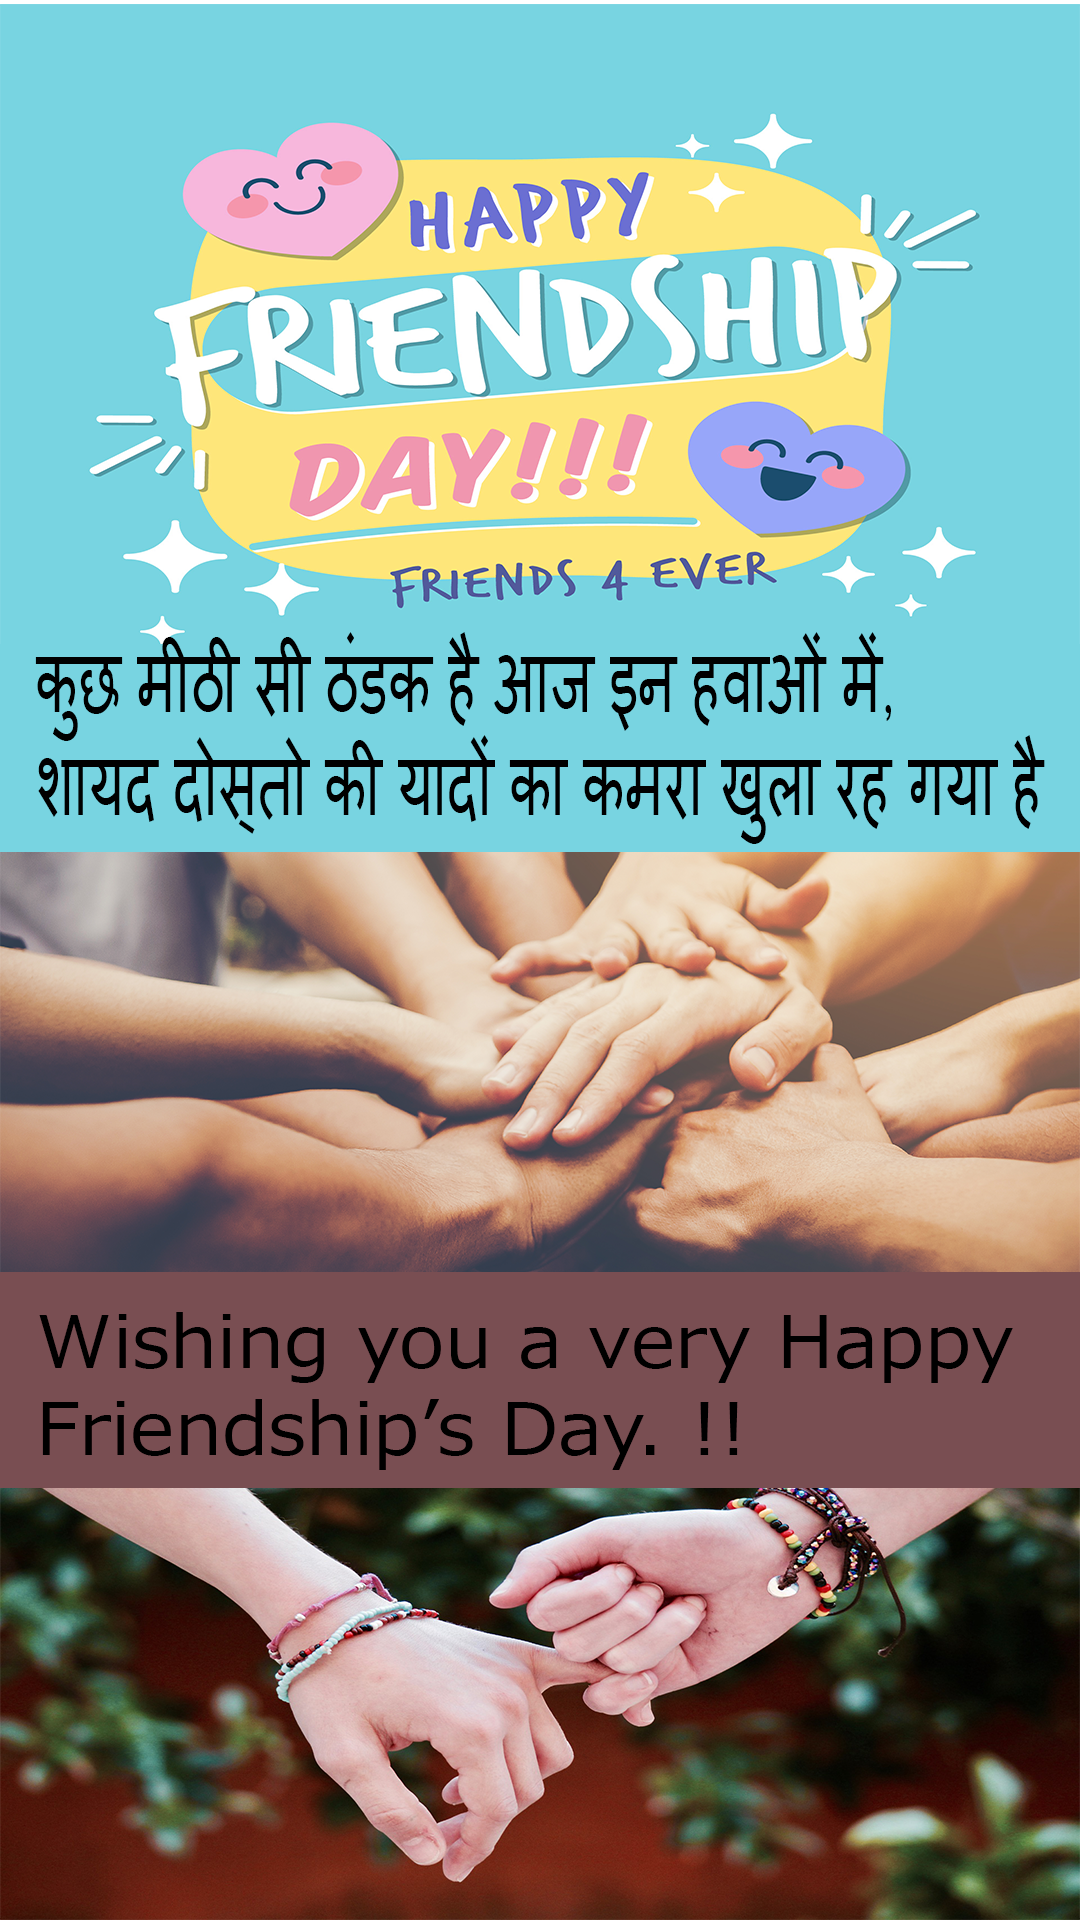 HAPPY
FRIENDSHIP
DAY!!!
FRIENDS 4 EVER
कुछ मीठी सी ठंडक है आज इन हवाओं में,
शायद दोस्‌तो की यादों का कमरा खुला रह गया है
Wishing you a very Happy
Friendship’s Day. !!